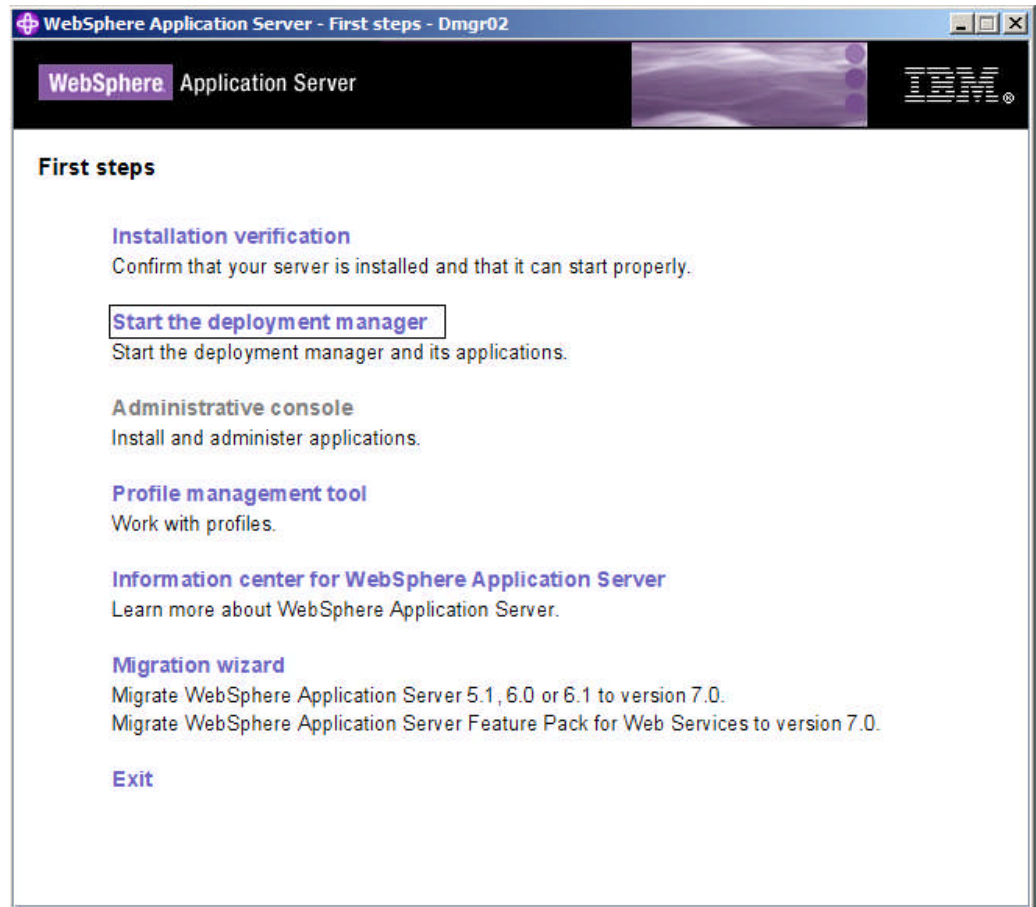 WebSphere Application Server - First steps - Dmgr02
WebSphere. Application Server
IBM®
First steps
Installation verification
Confirm that your server is installed and that it can start properly.
Start the deployment manager
Start the deployment manager and its applications.
Administrative console
Install and administer applications.
Profile management tool
Work with profiles.
Information center for WebSphere Application Server
Learn more about WebSphere Application Server.
Migration wizard
Migrate WebSphere Application Server 5.1, 6.0 or 6.1 to version 7.0.
Migrate WebSphere Application Server Feature Pack for Web Services to version 7.0.
Exit